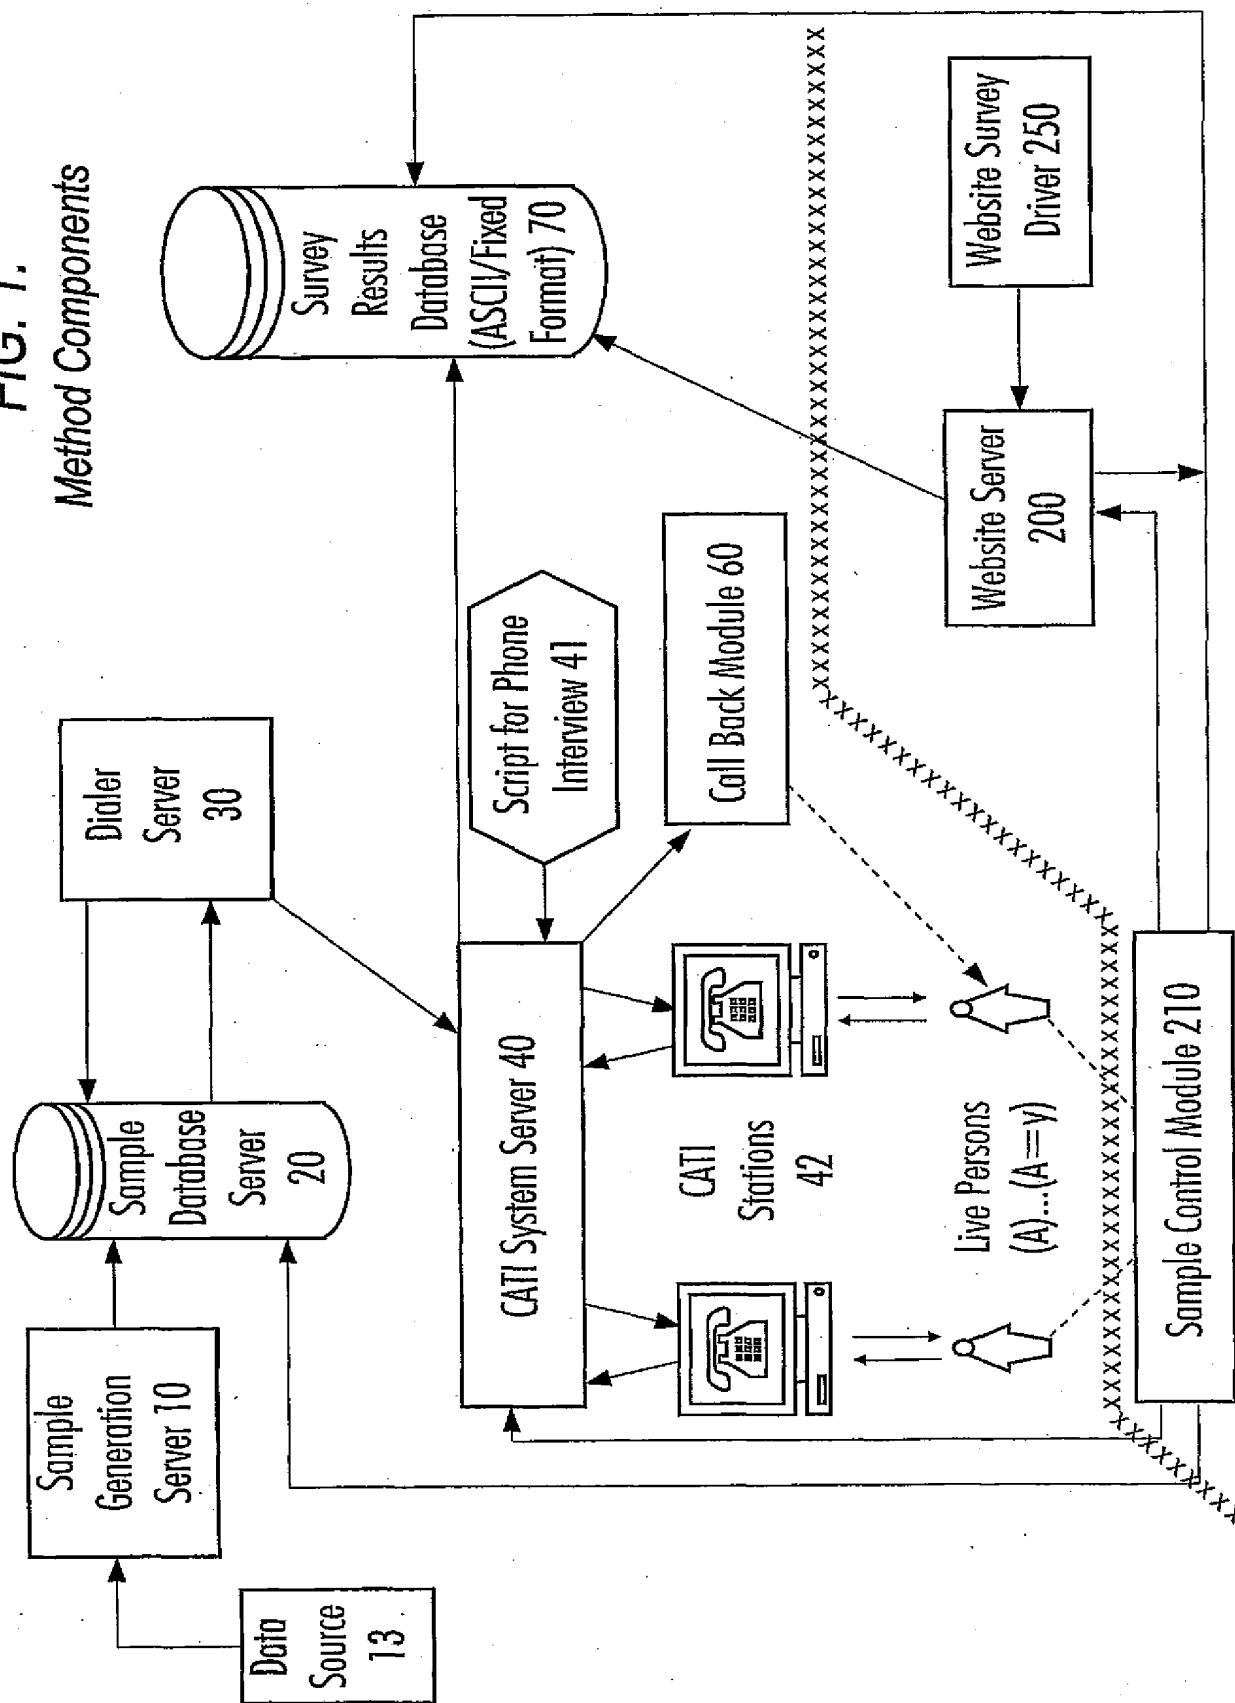 FIG. 1.
Method Components
Data
Source
13
Sample
Generation
Server 10
Sample
Database
Server
20
Dialer
Server
30
CATI System Server 40
Script for Phone
Interview 41
Call Back Module 60
CATI
Stations
42
Live Persons
(A)...(A=y)
Survey
Results
Database
(ASCII/Fixed
Format) 70
Sample Control Module 210
Website Server
200
Website Survey
Driver 250